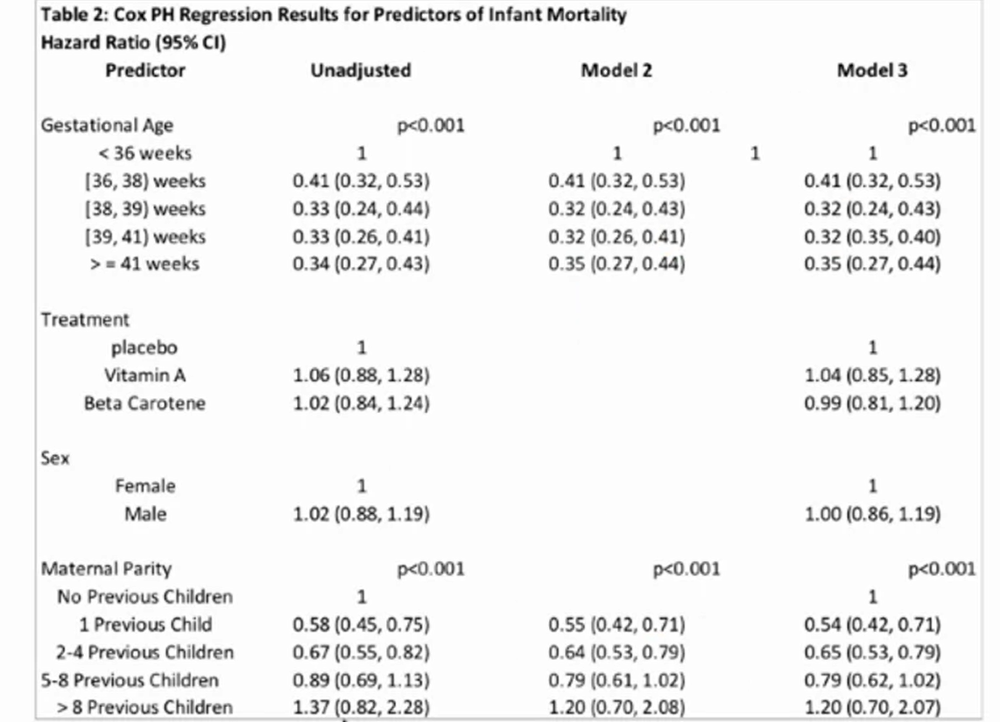 Table 2: Cox PH Regression Results for Predictors of Infant Mortality
Hazard Ratio (95% CI)
Predictor Unadjusted Model 2 Model 3
Gestational Age p<0.001 p<0.001 p<0.001
< 36 weeks 1 1 1 1
[36, 38) weeks 0.41 (0.32, 0.53) 0.41 (0.32, 0.53) 0.41 (0.32, 0.53)
[38, 39) weeks 0.33 (0.24, 0.44) 0.32 (0.24, 0.43) 0.32 (0.24, 0.43)
[39, 41) weeks 0.33 (0.26, 0.41) 0.32 (0.26, 0.41) 0.32 (0.35, 0.40)
> = 41 weeks 0.34 (0.27, 0.43) 0.35 (0.27, 0.44) 0.35 (0.27, 0.44)
Treatment
placebo 1 1
Vitamin A 1.06 (0.88, 1.28) 1.04 (0.85, 1.28)
Beta Carotene 1.02 (0.84, 1.24) 0.99 (0.81, 1.20)
Sex
Female 1 1
Male 1.02 (0.88, 1.19) 1.00 (0.86, 1.19)
Maternal Parity p<0.001 p<0.001 p<0.001
No Previous Children 1 1
1 Previous Child 0.58 (0.45, 0.75) 0.55 (0.42, 0.71) 0.54 (0.42, 0.71)
2-4 Previous Children 0.67 (0.55, 0.82) 0.64 (0.53, 0.79) 0.65 (0.53, 0.79)
5-8 Previous Children 0.89 (0.69, 1.13) 0.79 (0.61, 1.02) 0.79 (0.62, 1.02)
> 8 Previous Children 1.37 (0.82, 2.28) 1.20 (0.70, 2.08) 1.20 (0.70, 2.07)